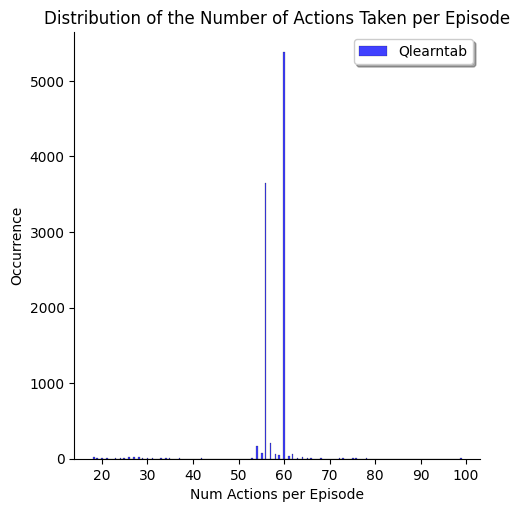 Distribution of the Number of Actions Taken per Episode
Qlearntab
5000
4000
3000
2000
1000
0
Occurrence
20 30 40 50 60 70 80 90 100
Num Actions per Episode